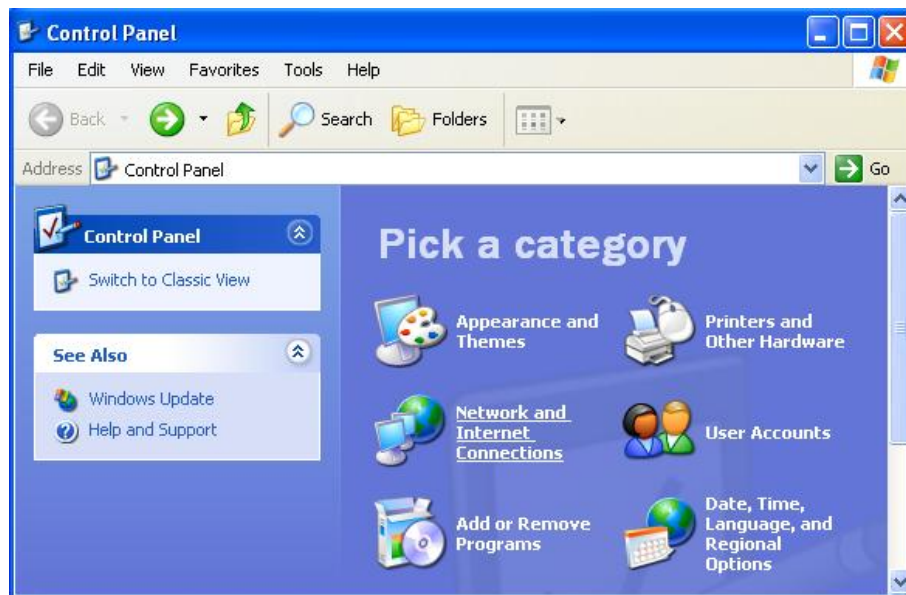 Control Panel
File Edit View Favorites Tools Help
Back Search Folders
Address Control Panel Go
Control Panel
Switch to Classic View
See Also
Windows Update
Help and Support
Pick a category
Appearance and
Themes
Printers and
Other Hardware
Network and
Internet
Connections
User Accounts
Add or Remove
Programs
Date, Time,
Language, and
Regional
Options